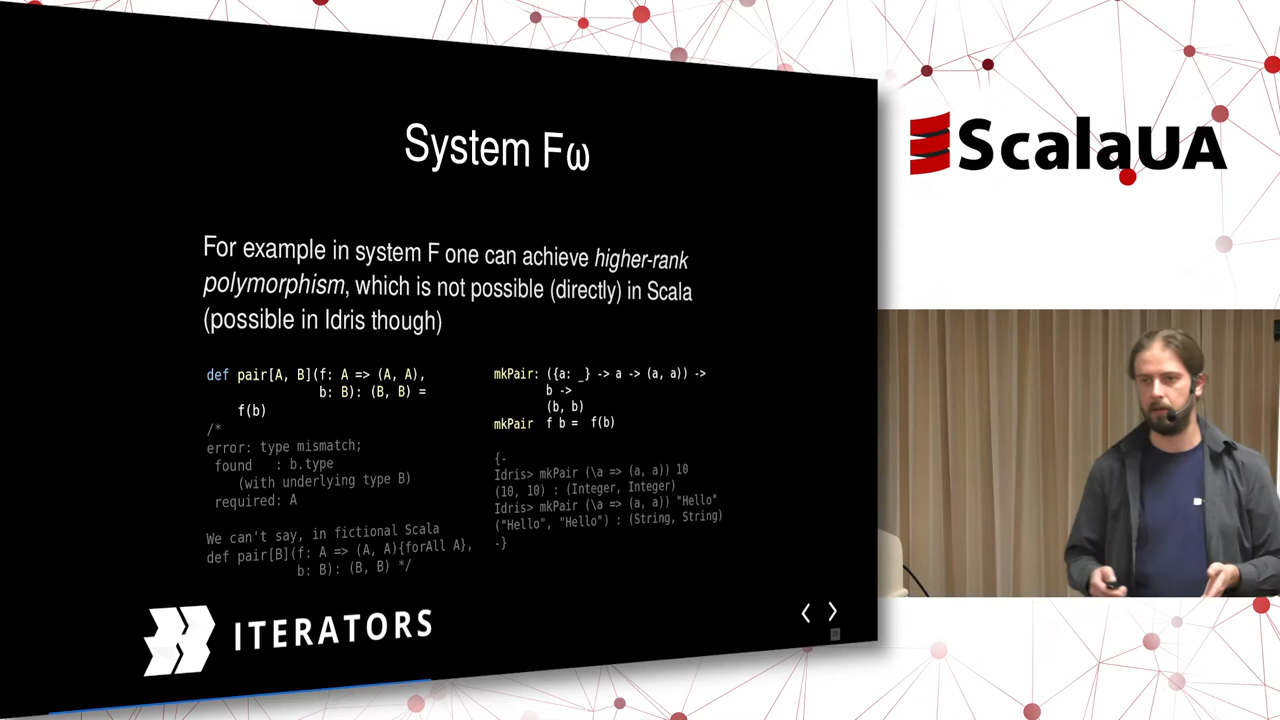 System Fω
For example in system F one can achieve higher-rank
polymorphism, which is not possible (directly) in Scala
(possible in Idris though)
def pair[A, B](f: A => (A, A),
b: B): (B, B) =
f(b)
/*
error: type mismatch;
found   : b.type
(with underlying type B)
required: A
We can't say, in fictional Scala
def pair[B](f: A => (A, A){forAll A},
b: B): (B, B) */
mkPair: ({a: _} -> a -> (a, a)) ->
b ->
(b, b)
mkPair  f b =  f(b)
{-
Idris> mkPair (\a => (a, a)) 10
(10, 10) : (Integer, Integer)
Idris> mkPair (\a => (a, a)) "Hello"
("Hello", "Hello") : (String, String)
-}
ITERATORS
ScalaUA